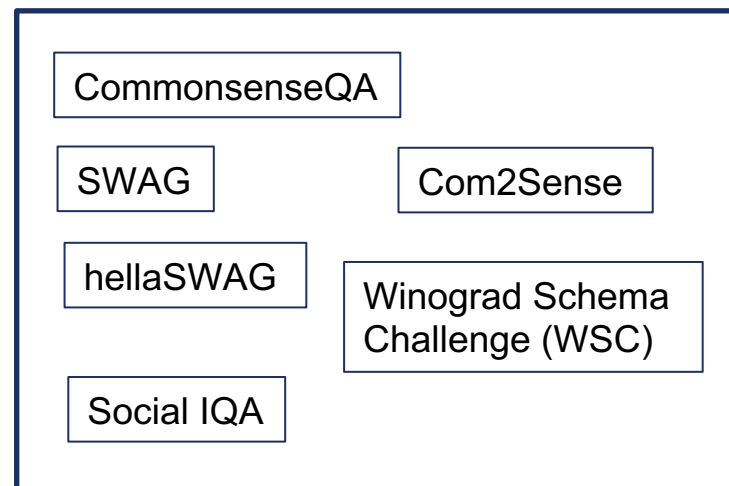 CommonsenseQA
SWAG
Com2Sense
hellaSWAG
Winograd Schema
Challenge (WSC)
Social IQA